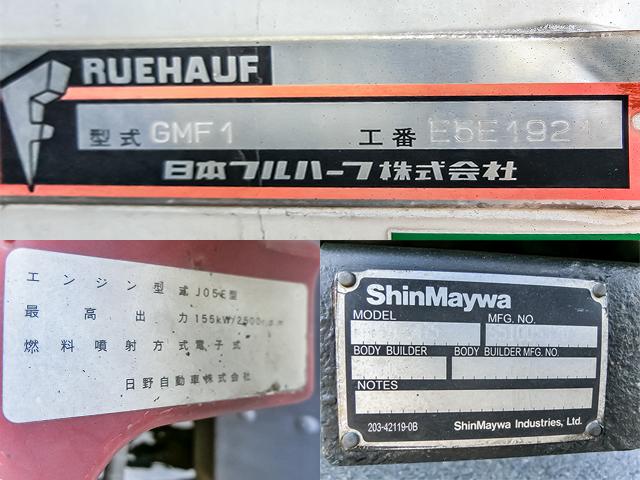 FRUEHAUF
型式 GMF1 工番 E5E1921
日本フルハーフ株式会社
エンジン型式 J05E型
最高出力 155kW/2500rpm
燃料噴射方式 電子式
日野自動車株式会社
ShinMaywa
MODEL MFG. NO.
BODY BUILDER BODY BUILDER MFG. NO.
NOTES
203-42119-0B ShinMaywa Industries, Ltd.